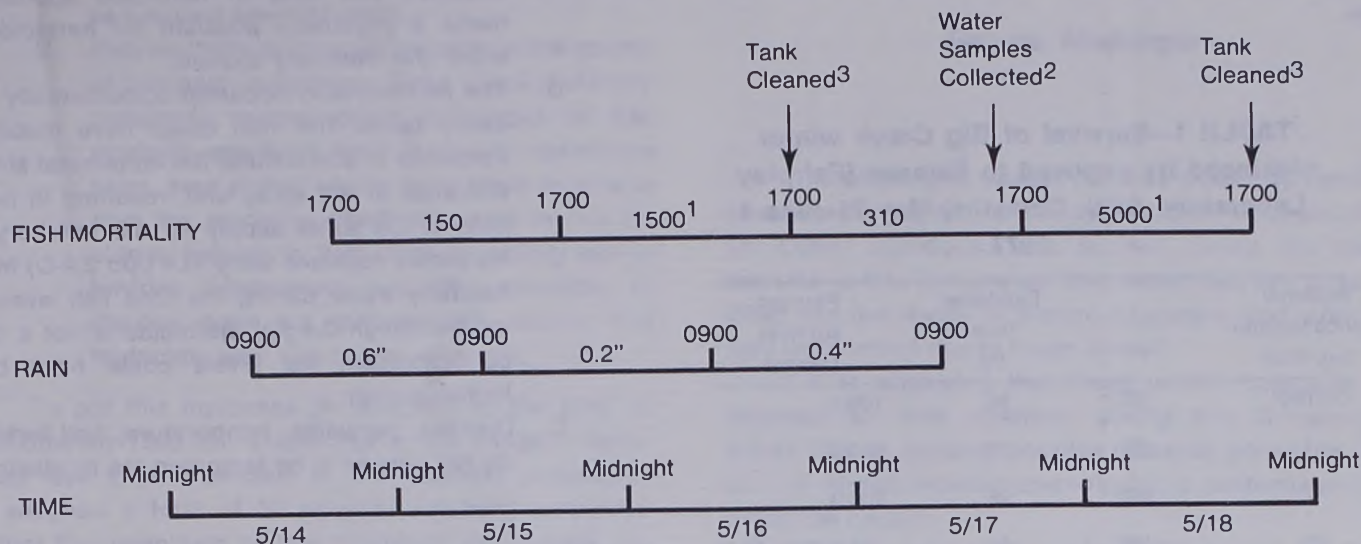 Tank
Cleaned3
Water
Samples
Collected2
Tank
Cleaned3
1700 1700 1700 1700 1700
FISH MORTALITY 150 1500¹ 310 5000¹
0900 0900 0900 0900
RAIN 0.6" 0.2" 0.4"
Midnight Midnight Midnight Midnight Midnight Midnight
TIME
5/14 5/15 5/16 5/17 5/18